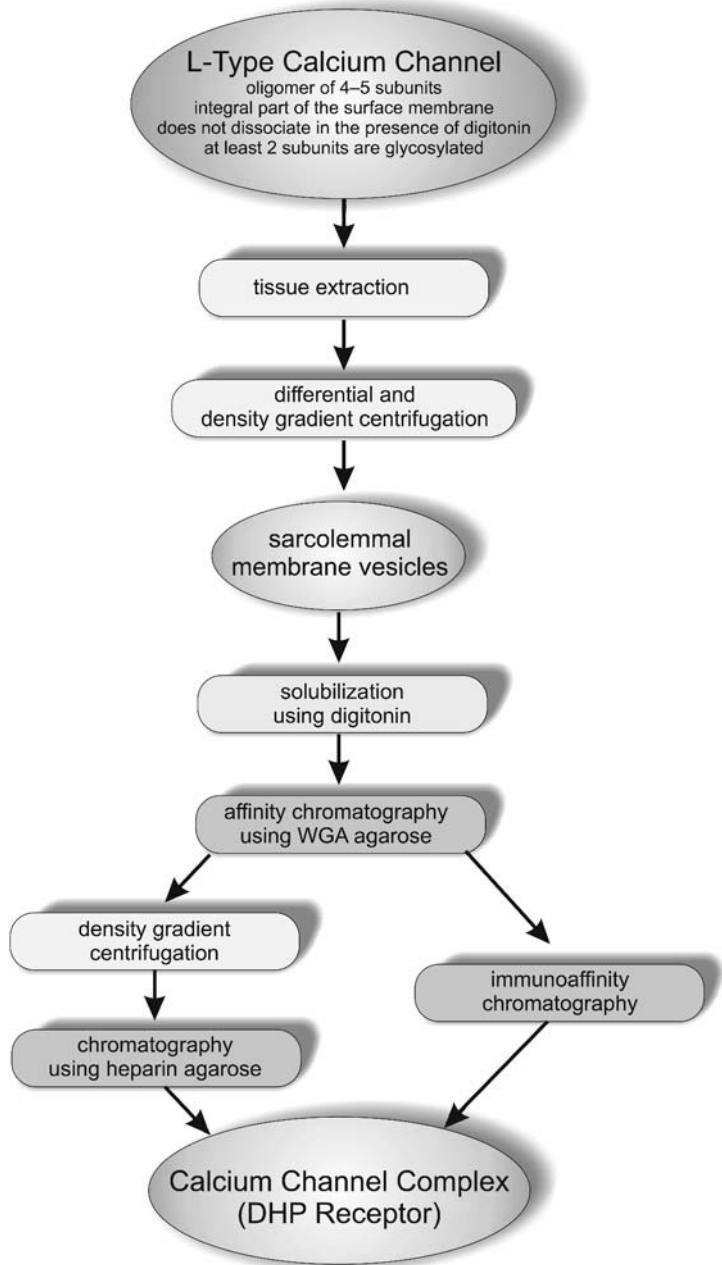 L-Type Calcium Channel
oligomer of 4–5 subunits
integral part of the surface membrane
does not dissociate in the presence of digitonin
at least 2 subunits are glycosylated
tissue extraction
differential and
density gradient centrifugation
sarcolemmal
membrane vesicles
solubilization
using digitonin
affinity chromatography
using WGA agarose
density gradient
centrifugation
immunoaffinity
chromatography
chromatography
using heparin agarose
Calcium Channel Complex
(DHP Receptor)